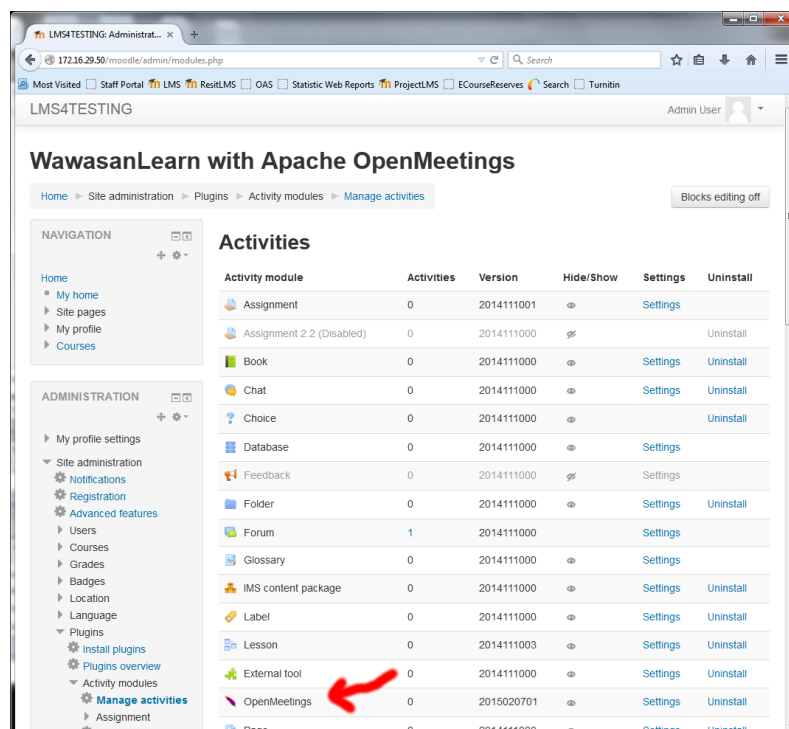 LMS4TESTING: Administrat... × +
172.16.29.50/moodle/admin/modules.php Search
Most Visited Staff Portal LMS ResitLMS OAS Statistic Web Reports ProjectLMS ECourseReserves Search Turnitin
LMS4TESTING Admin User
WawasanLearn with Apache OpenMeetings
Home Site administration Plugins Activity modules Manage activities Blocks editing off
NAVIGATION
Home
My home
Site pages
My profile
Courses
ADMINISTRATION
My profile settings
Site administration
Notifications
Registration
Advanced features
Users
Courses
Grades
Badges
Location
Language
Plugins
Install plugins
Plugins overview
Activity modules
Manage activities
Assignment
Activities
Activity module Activities Version Hide/Show Settings Uninstall
Assignment 0 2014111001 Settings
Assignment 2.2 (Disabled) 0 2014111000 Uninstall
Book 0 2014111000 Settings Uninstall
Chat 0 2014111000 Settings Uninstall
Choice 0 2014111000 Uninstall
Database 0 2014111000 Settings
Feedback 0 2014111000 Settings
Folder 0 2014111000 Settings Uninstall
Forum 1 2014111000 Settings
Glossary 0 2014111000 Settings
IMS content package 0 2014111000 Settings Uninstall
Label 0 2014111000 Settings Uninstall
Lesson 0 2014111003 Settings Uninstall
External tool 0 2014111000 Settings Uninstall
OpenMeetings 0 2015020701 Settings Uninstall